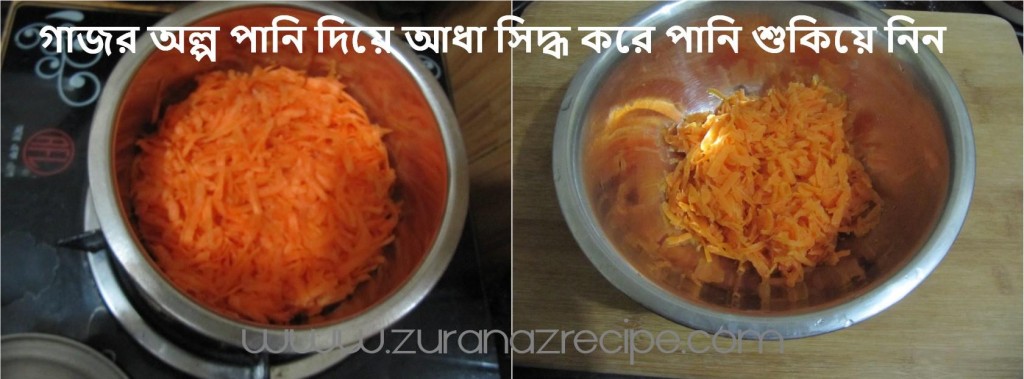 গাজর অল্প পানি দিয়ে আধা সিদ্ধ করে পানি শুকিয়ে নিন
www.zuranazrecipe.com